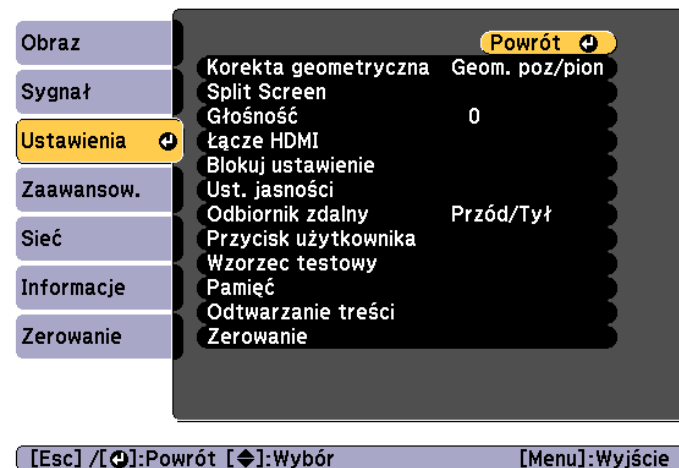 Obraz
Sygnał
Ustawienia
Zaawansow.
Sieć
Informacje
Zerowanie
Powrót
Korekta geometryczna Geom. poz/pion
Split Screen
Głośność 0
Łącze HDMI
Blokuj ustawienie
Ust. jasności
Odbiornik zdalny Przód/Tył
Przycisk użytkownika
Wzorzec testowy
Pamięć
Odtwarzanie treści
Zerowanie
[Esc] /[⏎]:Powrót [◆]:Wybór [Menu]:Wyjście